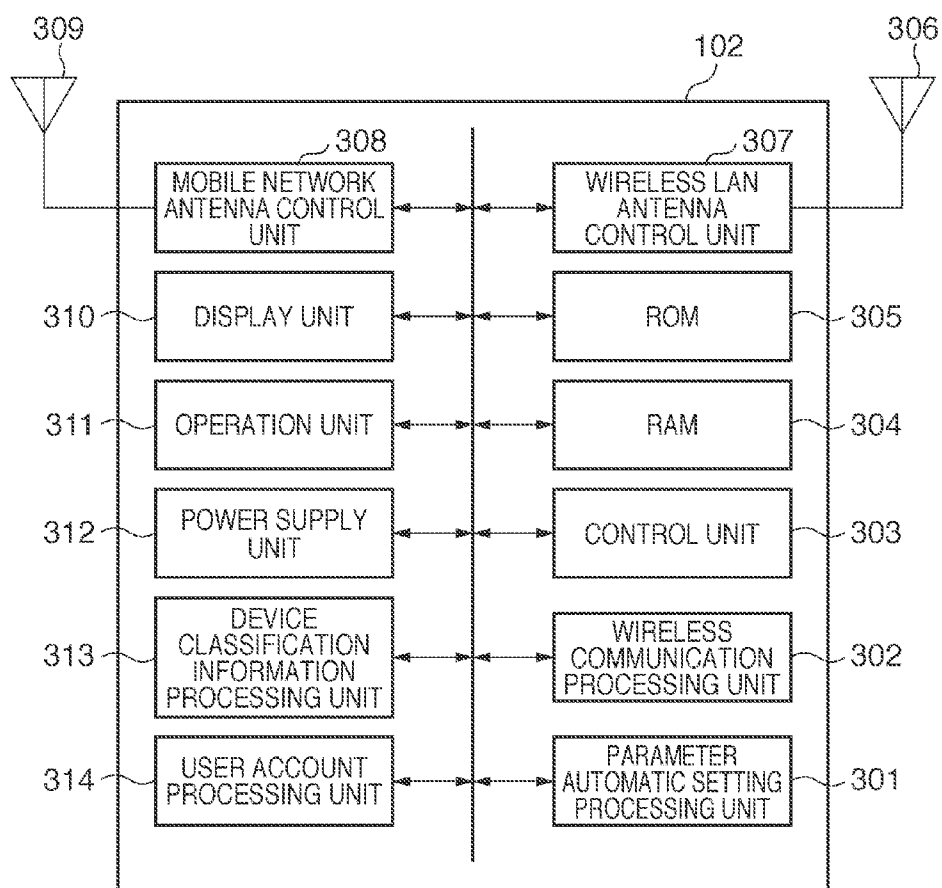 309
306
102
308
MOBILE NETWORK
ANTENNA CONTROL
UNIT
307
WIRELESS LAN
ANTENNA
CONTROL UNIT
310
DISPLAY UNIT
ROM
305
311
OPERATION UNIT
RAM
304
312
POWER SUPPLY
UNIT
CONTROL UNIT
303
313
DEVICE
CLASSIFICATION
INFORMATION
PROCESSING UNIT
WIRELESS
COMMUNICATION
PROCESSING UNIT
302
314
USER ACCOUNT
PROCESSING UNIT
PARAMETER
AUTOMATIC SETTING
PROCESSING UNIT
301